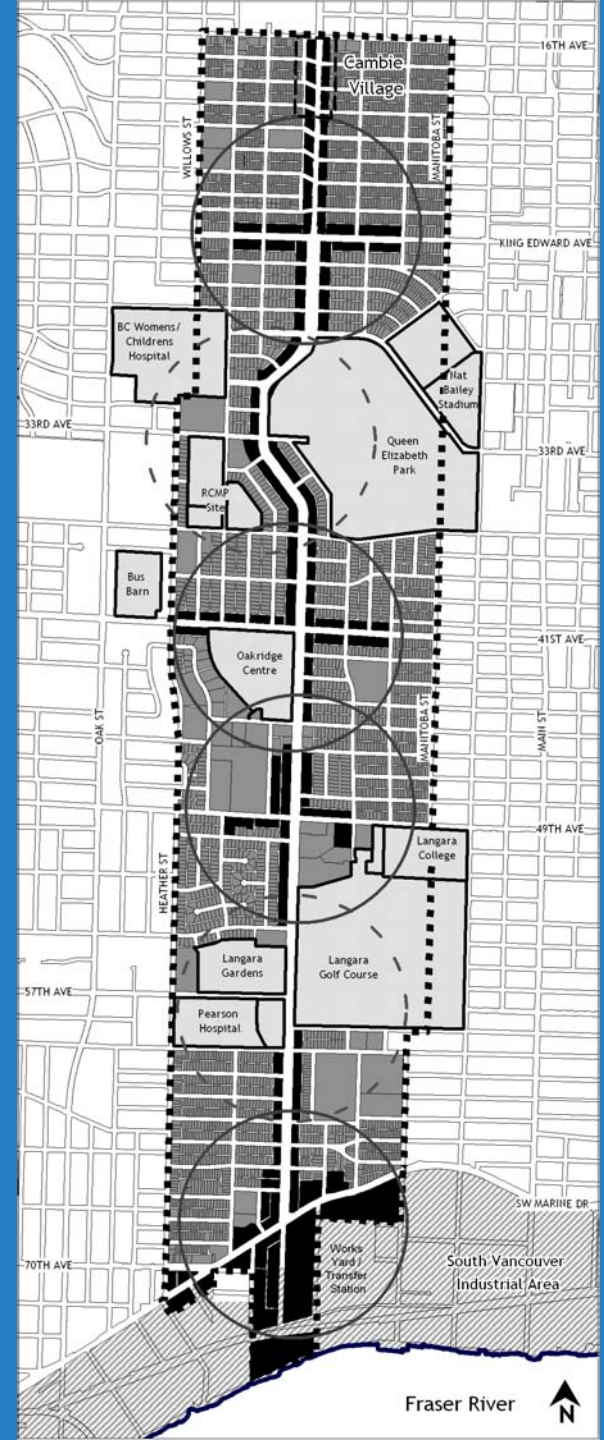 16TH AVE
Cambie
Village
WILLOWS ST
MANITOBA ST
KING EDWARD AVE
BC Womens/
Childrens
Hospital
Nat
Bailey
Stadium
33RD AVE
33RD AVE
Queen
Elizabeth
Park
RCMP
Site
Bus
Barn
41ST AVE
Oakridge
Centre
OAK ST
MANITOBA ST
MAIN ST
49TH AVE
Langara
College
HEATHER ST
Langara
Gardens
Langara
Golf Course
57TH AVE
Pearson
Hospital
SW MARINE DR
Works
Yard /
Transfer
Station
South Vancouver
Industrial Area
70TH AVE
Fraser River
N